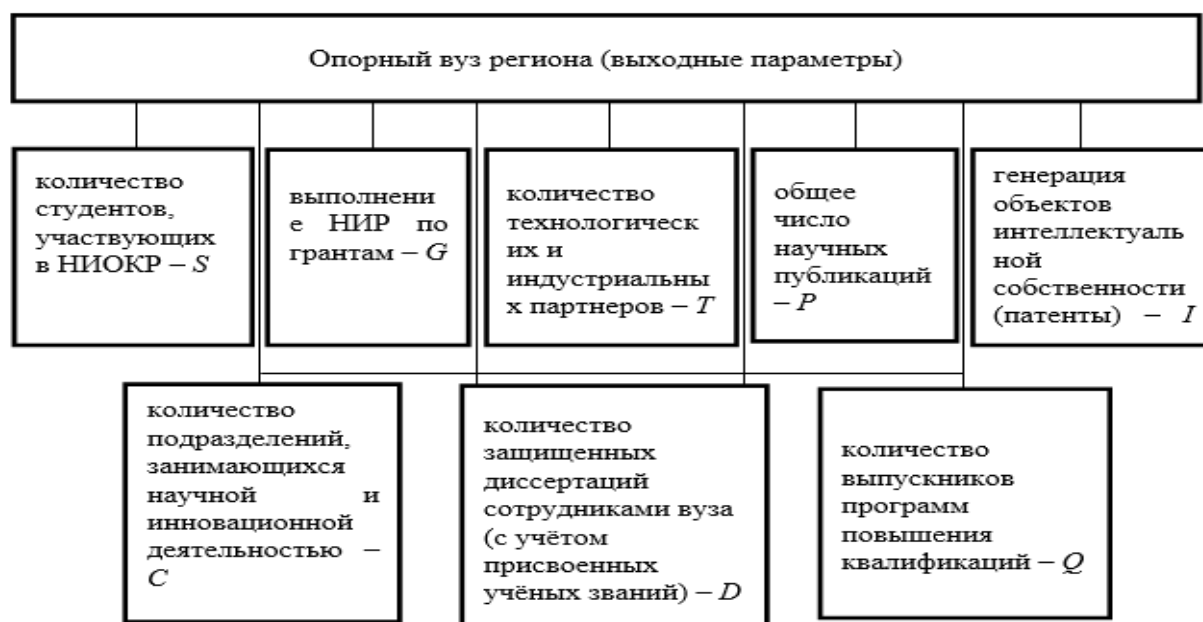 Опорный вуз региона (выходные параметры)
количество
студентов,
участвующих
в НИОКР – S
выполнени
е НИР по
грантам – G
количество
технологическ
их и
индустриальны
х партнеров – T
общее
число
научных
публикаций
– P
генерация
объектов
интеллектуаль
ной
собственности
(патенты) – I
количество
подразделений,
занимающихся
научной и
инновационной
деятельностью –
C
количество
защищенных
диссертаций
сотрудниками вуза
(с учётом
присвоенных
учёных званий) – D
количество
выпускников
программ
повышения
квалификаций – Q